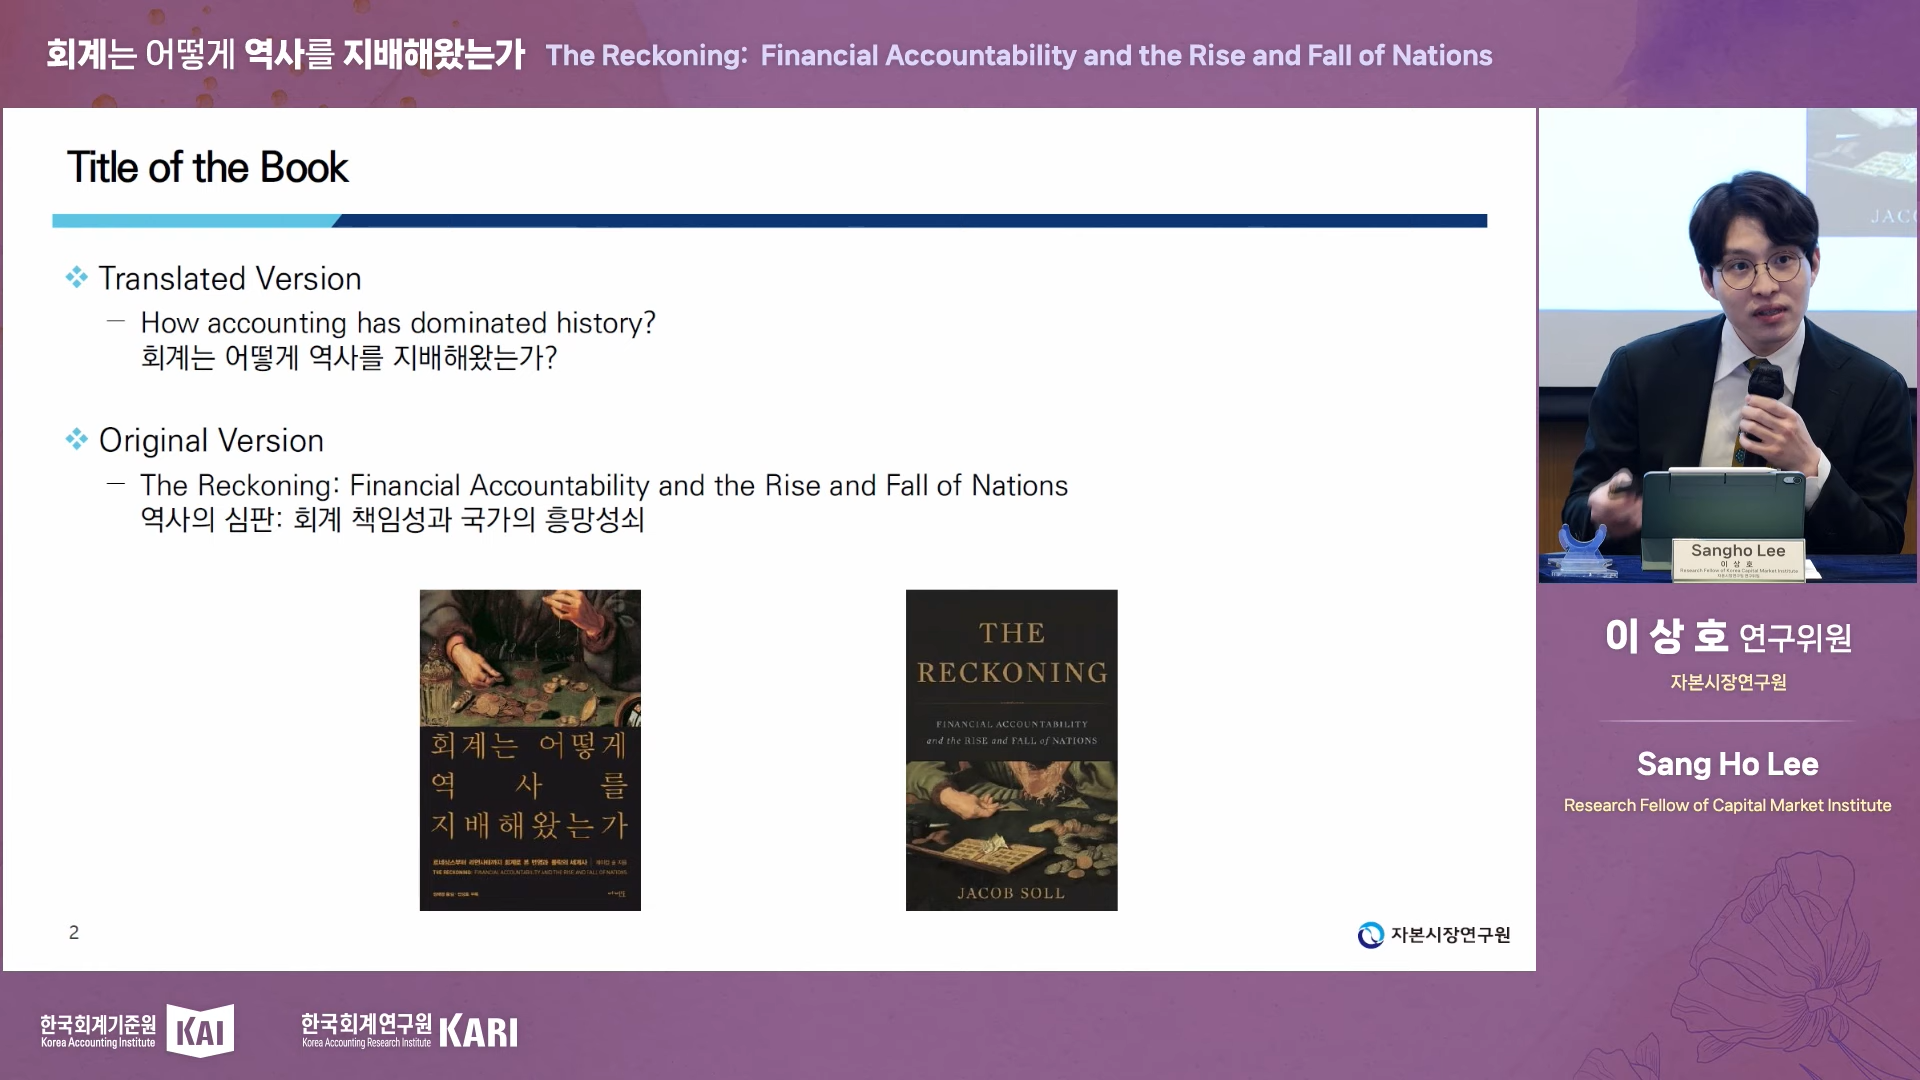 회계는 어떻게 역사를 지배해왔는가 The Reckoning: Financial Accountability and the Rise and Fall of Nations
Title of the Book
Translated Version
How accounting has dominated history?
회계는 어떻게 역사를 지배해왔는가?
Original Version
The Reckoning: Financial Accountability and the Rise and Fall of Nations
역사의 심판: 회계 책임성과 국가의 흥망성쇠
회계는 어떻게
역사를
지배해왔는가
THE RECKONING: FINANCIAL ACCOUNTABILITY AND THE RISE AND FALL OF NATIONS
THE
RECKONING
FINANCIAL ACCOUNTABILITY
and the RISE and FALL of NATIONS
JACOB SOLL
2
자본시장연구원
JACO
Sangho Lee
이 상 호
Research Fellow of Korea Capital Market Institute
이 상 호 연구위원
자본시장연구원
Sang Ho Lee
Research Fellow of Capital Market Institute
한국회계기준원
Korea Accounting Institute
KAI
한국회계연구원
Korea Accounting Research Institute
KARI